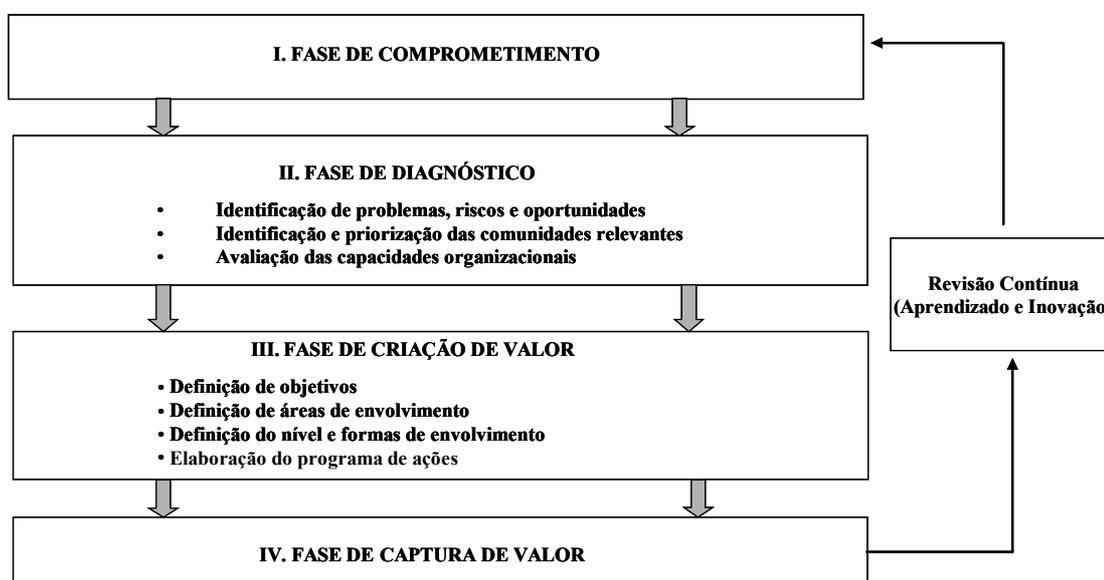 I. FASE DE COMPROMETIMENTO
II. FASE DE DIAGNÓSTICO
• Identificação de problemas, riscos e oportunidades
• Identificação e priorização das comunidades relevantes
• Avaliação das capacidades organizacionais
Revisão Contínua
(Aprendizado e Inovação
III. FASE DE CRIAÇÃO DE VALOR
• Definição de objetivos
• Definição de áreas de envolvimento
• Definição do nível e formas de envolvimento
• Elaboração do programa de ações
IV. FASE DE CAPTURA DE VALOR